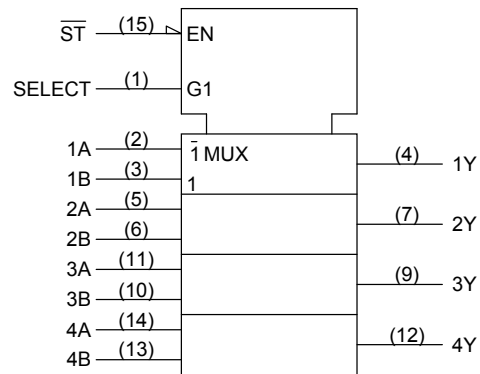 S̅T̅ (15) EN
SELECT (1) G1
1A (2) 1̅ MUX (4) 1Y
1B (3) 1
2A (5) (7) 2Y
2B (6)
3A (11) (9) 3Y
3B (10)
4A (14) (12) 4Y
4B (13)